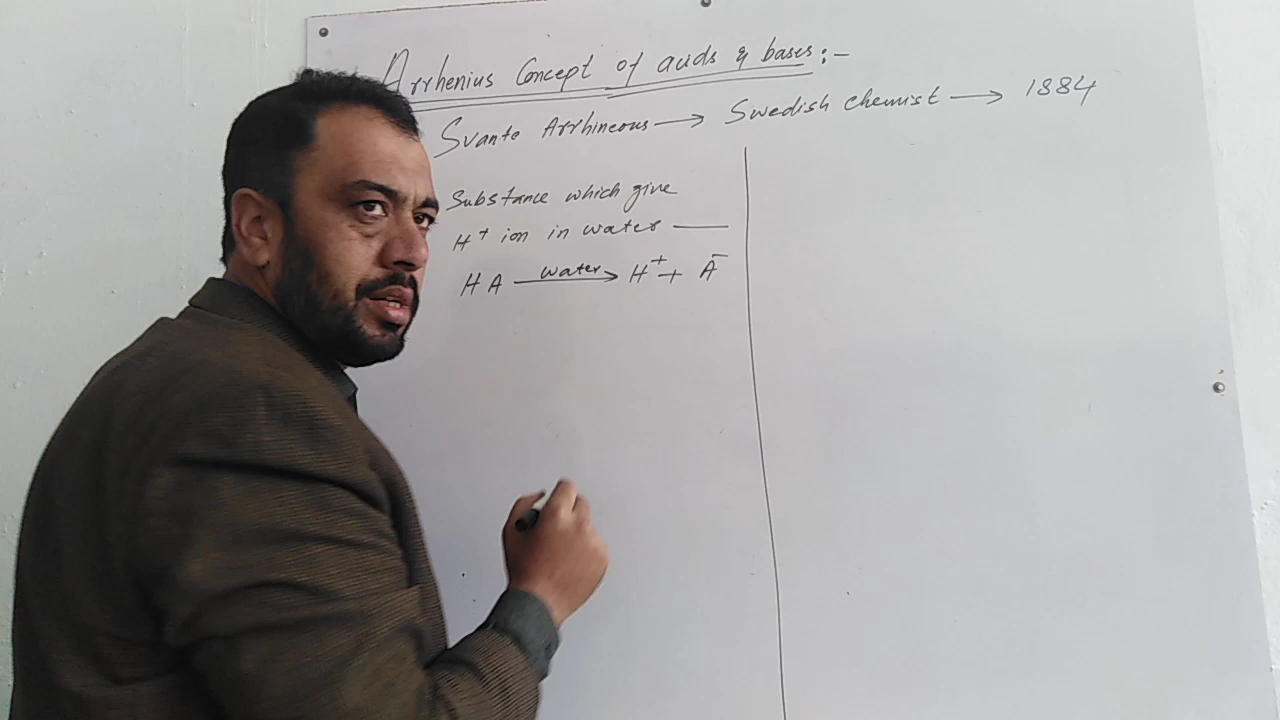 Arrhenius Concept of acids & bases :-
Svante Arrhineous → Swedish chemist → 1884
Substance which give
H⁺ ion in water —
HA water→ H⁺ + A⁻